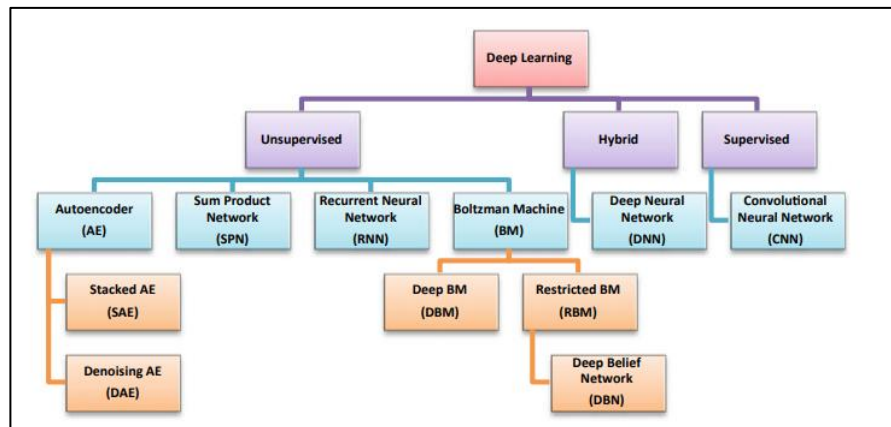 Deep Learning
Unsupervised
Hybrid
Supervised
Autoencoder
(AE)
Sum Product
Network
(SPN)
Recurrent Neural
Network
(RNN)
Boltzman Machine
(BM)
Deep Neural
Network
(DNN)
Convolutional
Neural Network
(CNN)
Stacked AE
(SAE)
Deep BM
(DBM)
Restricted BM
(RBM)
Denoising AE
(DAE)
Deep Belief
Network
(DBN)